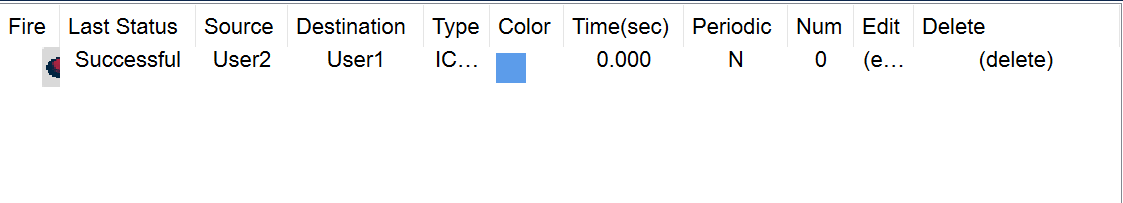 Fire Last Status Source Destination Type Color Time(sec) Periodic Num Edit Delete
Successful User2 User1 IC... 0.000 N 0 (e... (delete)